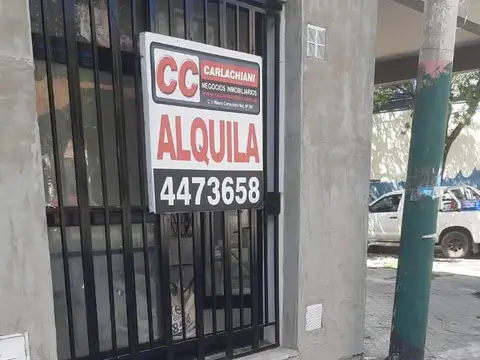 CC
CARLACHIANI
NEGOCIOS INMOBILIARIOS
ALQUILA
4473658